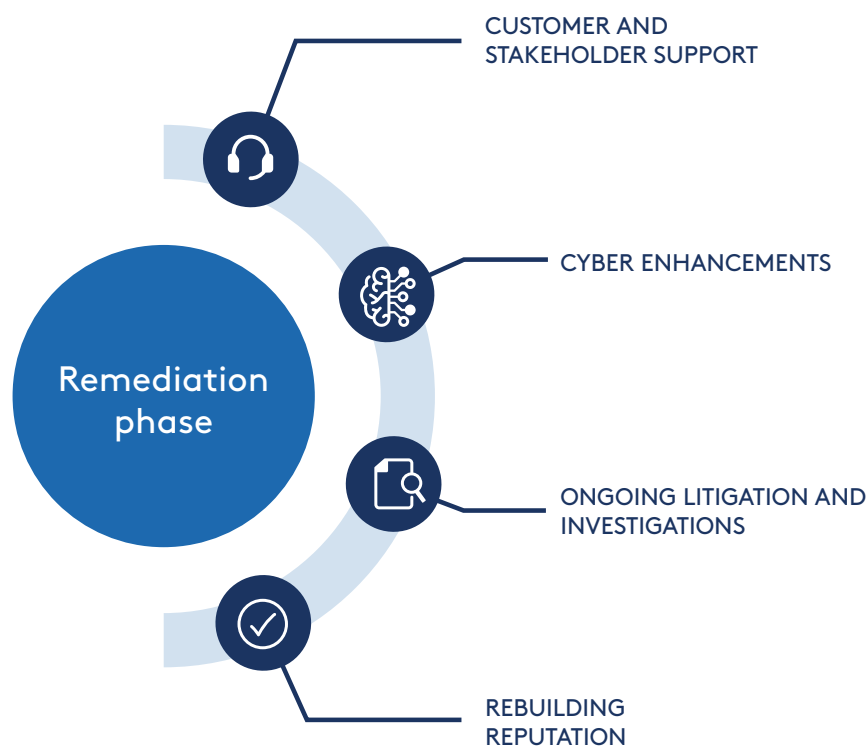 CUSTOMER AND
STAKEHOLDER SUPPORT
CYBER ENHANCEMENTS
Remediation
phase
ONGOING LITIGATION AND
INVESTIGATIONS
REBUILDING
REPUTATION